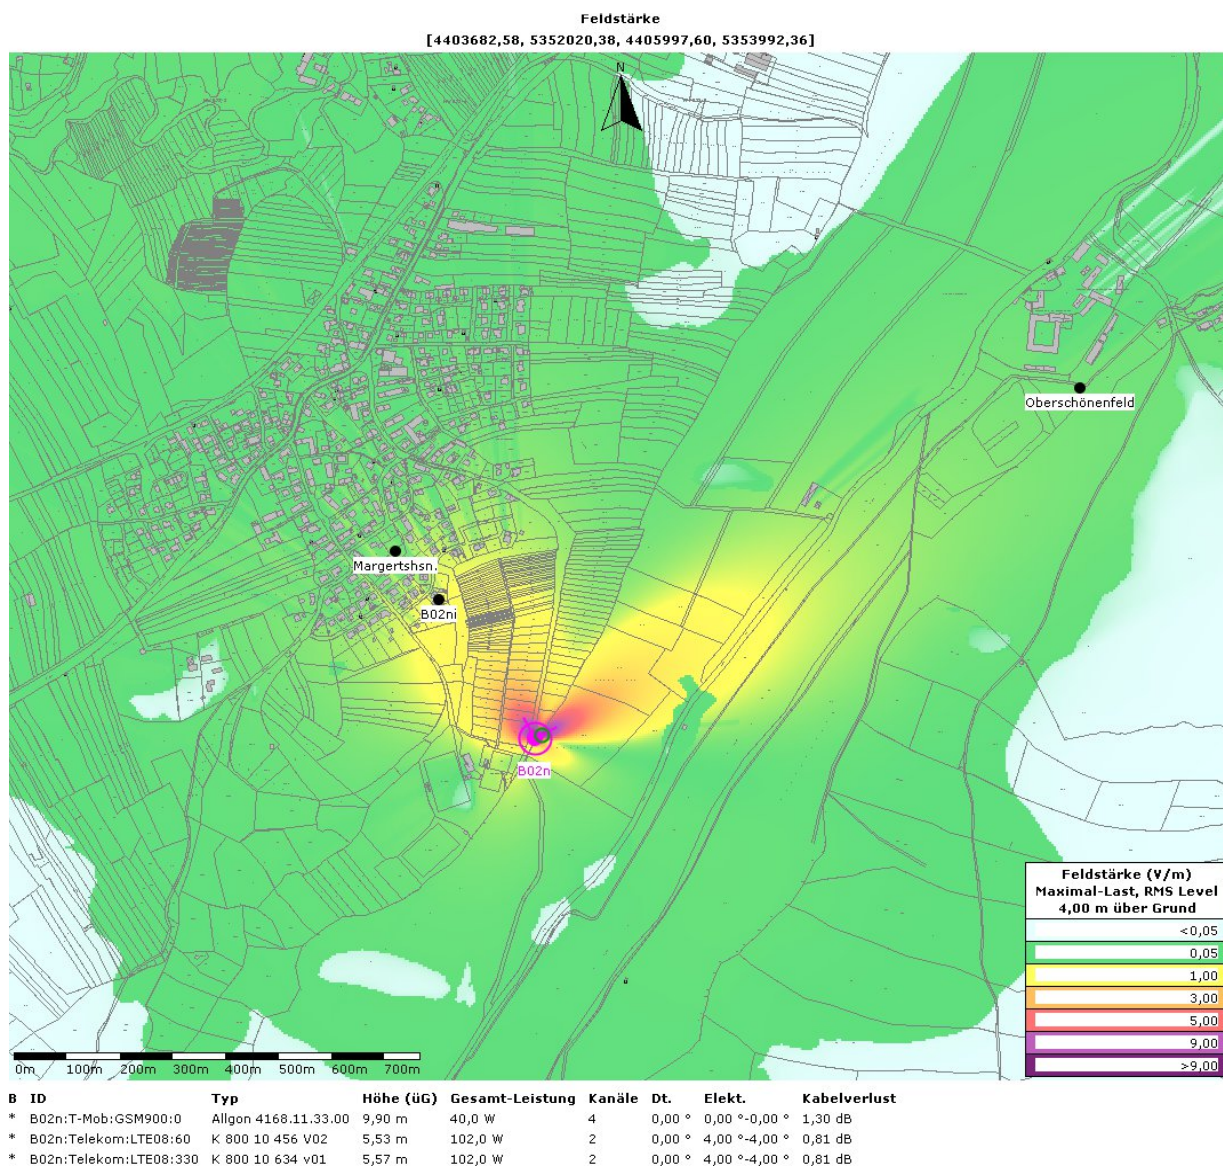 Feldstärke
[4403682,58, 5352020,38, 4405997,60, 5353992,36]
N
Oberschönenfeld
Margertshsn.
B02ni
B02n
Feldstärke (V/m)
Maximal-Last, RMS Level
4,00 m über Grund
<0,05
0,05
1,00
3,00
5,00
9,00
>9,00
0m 100m 200m 300m 400m 500m 600m 700m
B ID Typ Höhe (üG) Gesamt-Leistung Kanäle Dt. Elekt. Kabelverlust
* B02n:T-Mob:GSM900:0 Allgon 4168.11.33.00 9,90 m 40,0 W 4 0,00 ° 0,00 °-0,00 ° 1,30 dB
* B02n:Telekom:LTE08:60 K 800 10 456 V02 5,53 m 102,0 W 2 0,00 ° 4,00 °-4,00 ° 0,81 dB
* B02n:Telekom:LTE08:330 K 800 10 634 v01 5,57 m 102,0 W 2 0,00 ° 4,00 °-4,00 ° 0,81 dB